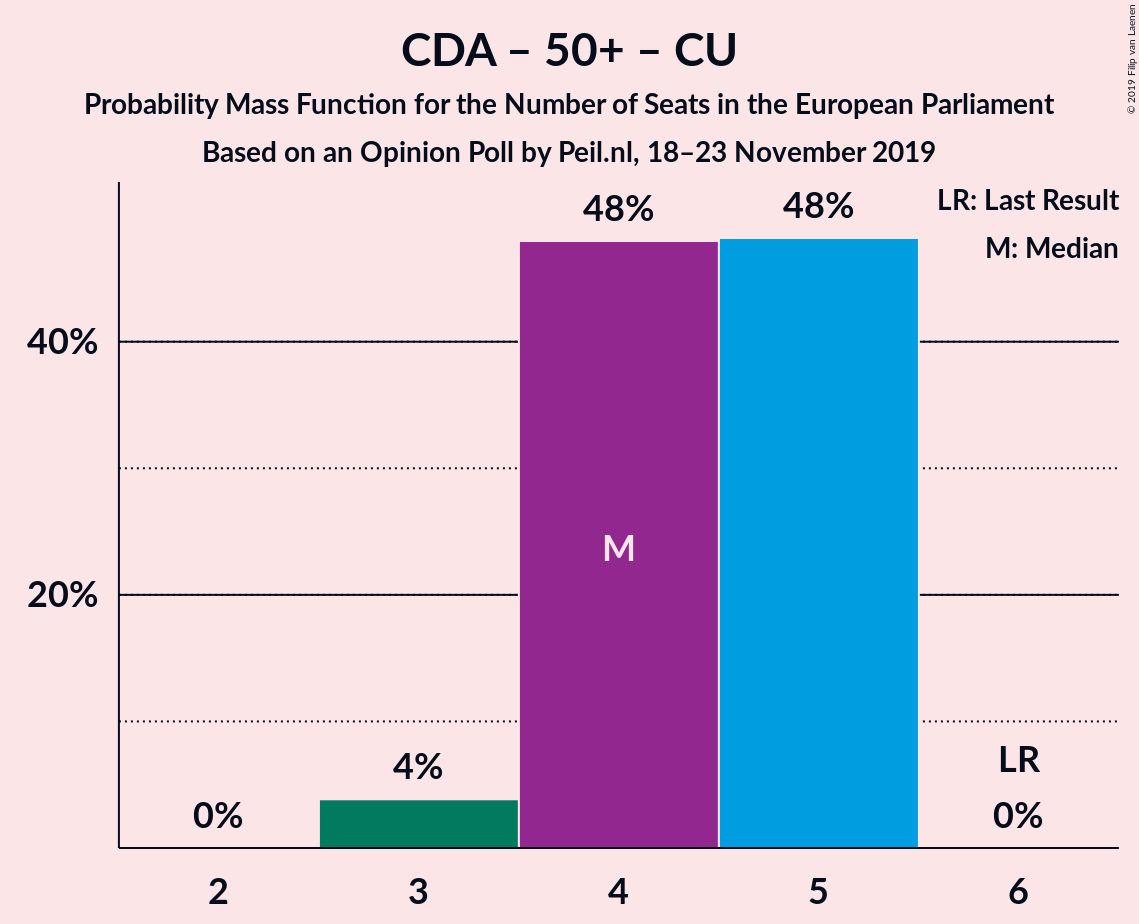 CDA – 50+ – CU
Probability Mass Function for the Number of Seats in the European Parliament
Based on an Opinion Poll by Peil.nl, 18–23 November 2019
© 2019 Filip van Laenen
LR: Last Result
M: Median
48%
48%
40%
M
20%
4%
LR
0%
0%
2
3
4
5
6